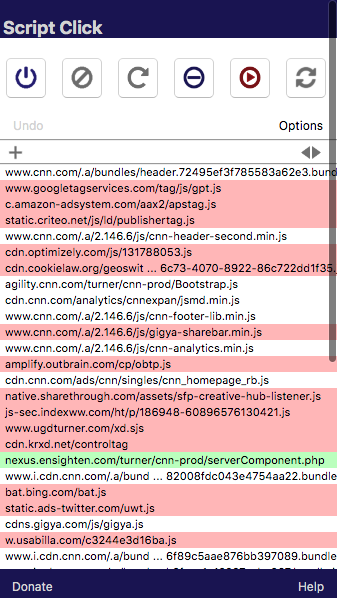 Script Click
Undo
Options
www.cnn.com/.a/bundles/header.72495ef3f785583a62e3.bund
www.googletagservices.com/tag/js/gpt.js
c.amazon-adsystem.com/aax2/apstag.js
static.criteo.net/js/ld/publishertag.js
www.cnn.com/.a/2.146.6/js/cnn-header-second.min.js
cdn.optimizely.com/js/131788053.js
cdn.cookielaw.org/geoswit ... 6c73-4070-8922-86c722dd1f35.
agility.cnn.com/turner/cnn-prod/Bootstrap.js
cdn.cnn.com/analytics/cnnexpan/jsmd.min.js
www.cnn.com/.a/2.146.6/js/cnn-footer-lib.min.js
www.cnn.com/.a/2.146.6/js/gigya-sharebar.min.js
www.cnn.com/.a/2.146.6/js/cnn-analytics.min.js
amplify.outbrain.com/cp/obtp.js
cdn.cnn.com/ads/cnn/singles/cnn_homepage_rb.js
native.sharethrough.com/assets/sfp-creative-hub-listener.js
js-sec.indexww.com/ht/p/186948-60896576130421.js
www.ugdturner.com/xd.sjs
cdn.krxd.net/controltag
nexus.ensighten.com/turner/cnn-prod/serverComponent.php
www.i.cdn.cnn.com/.a/bund ... 82008fdc043e4754aa22.bundle
bat.bing.com/bat.js
static.ads-twitter.com/uwt.js
cdns.gigya.com/js/gigya.js
w.usabilla.com/c3244e3d16ba.js
www.i.cdn.cnn.com/.a/bund ... 6f89c5aae876bb397089.bundle
Donate
Help